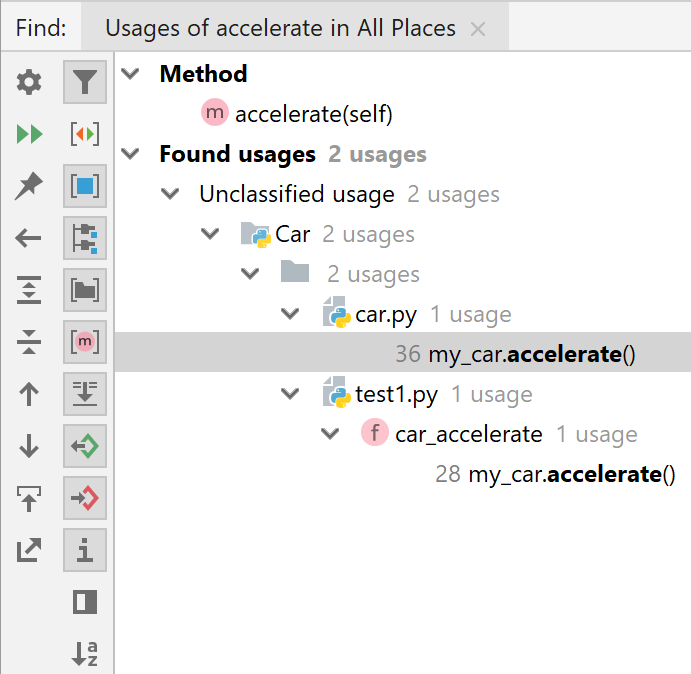 Find: Usages of accelerate in All Places
Method
m accelerate(self)
Found usages 2 usages
Unclassified usage 2 usages
Car 2 usages
2 usages
car.py 1 usage
36 my_car.accelerate()
test1.py 1 usage
f car_accelerate 1 usage
28 my_car.accelerate()